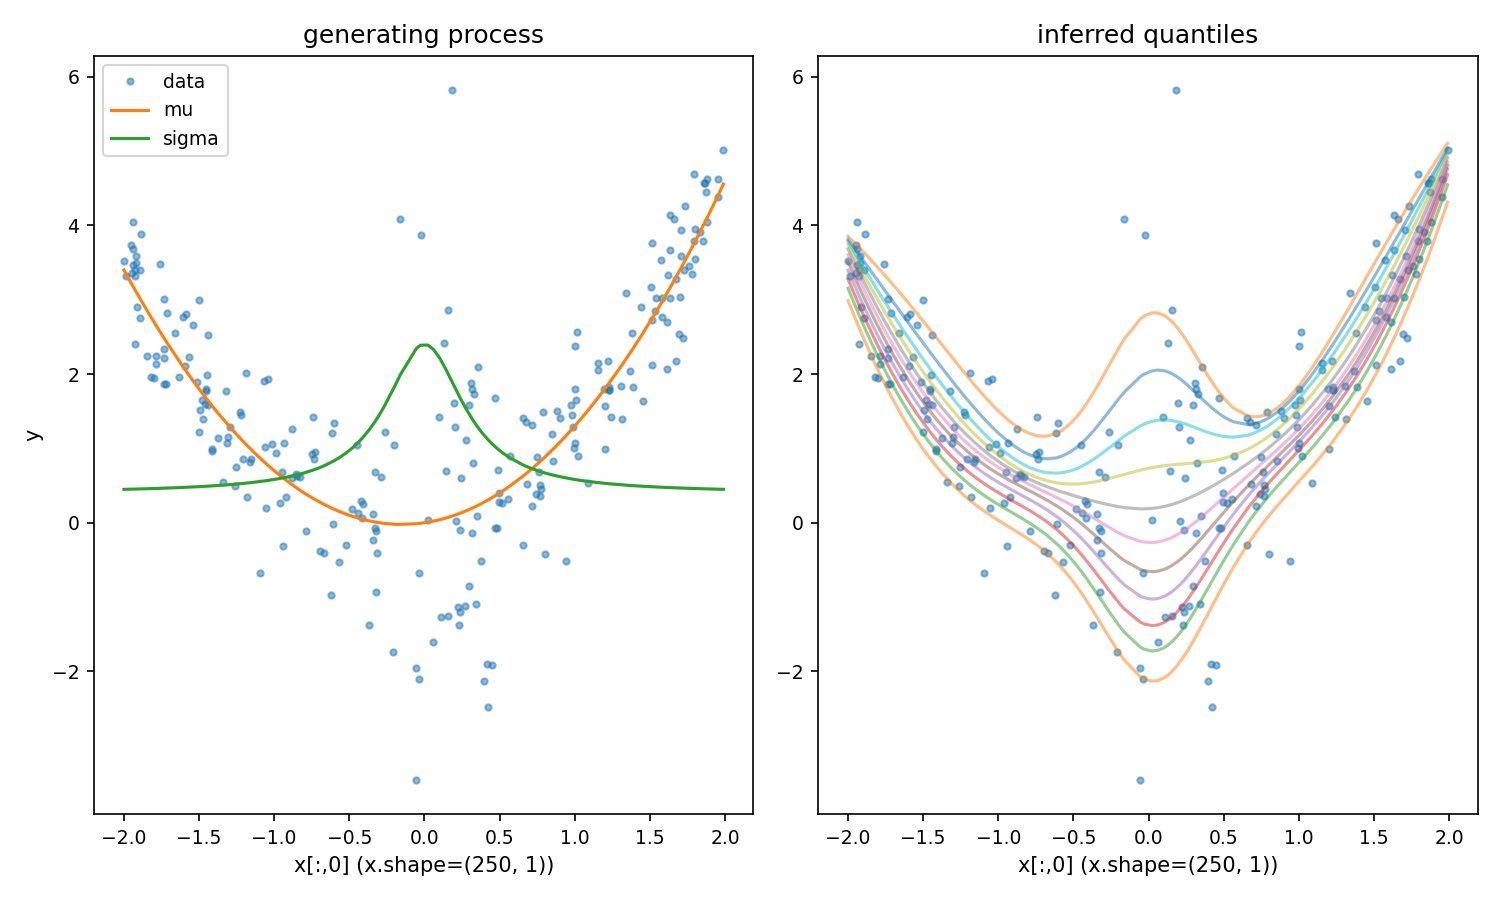 generating process
data
mu
sigma
y
6
4
2
0
−2
−2.0 −1.5 −1.0 −0.5 0.0 0.5 1.0 1.5 2.0
x[:,0] (x.shape=(250, 1))
inferred quantiles
6
4
2
0
−2
−2.0 −1.5 −1.0 −0.5 0.0 0.5 1.0 1.5 2.0
x[:,0] (x.shape=(250, 1))